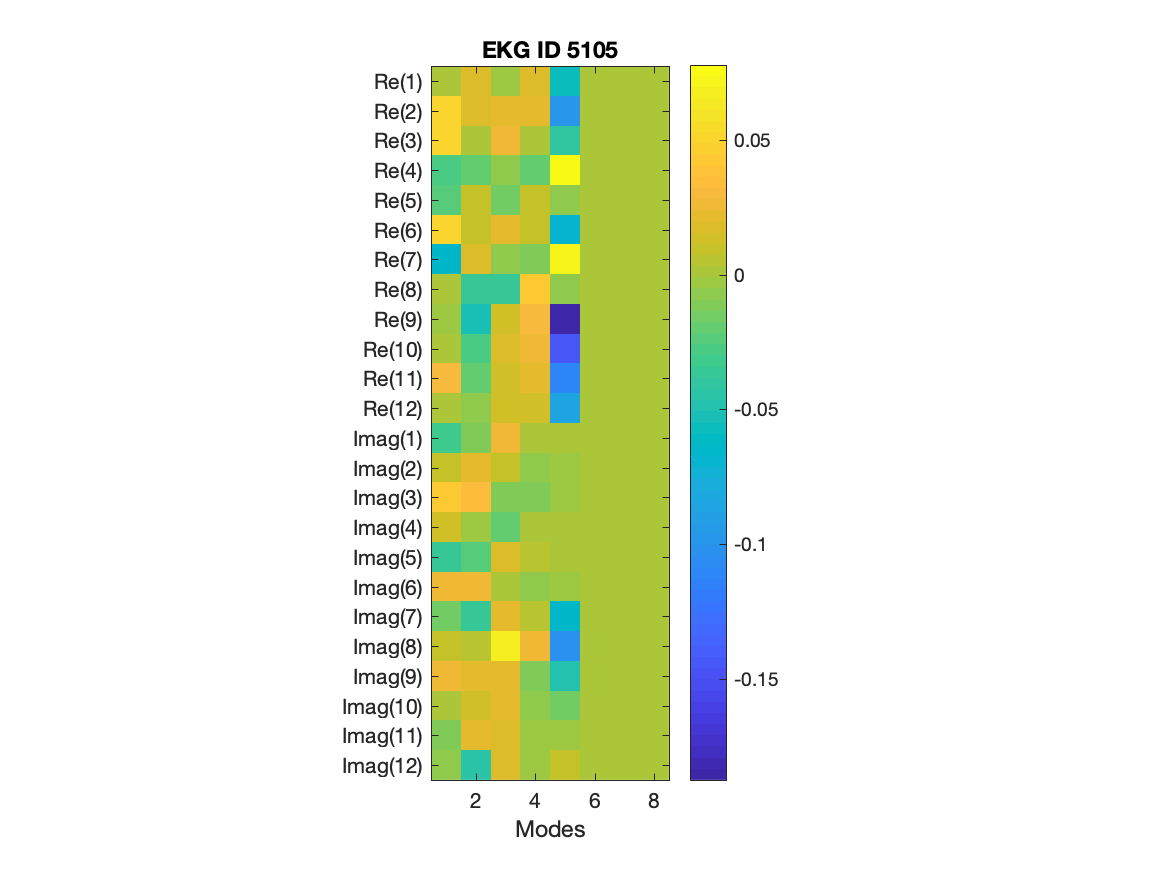 EKG ID 5105
Re(1)
Re(2)
Re(3)
Re(4)
Re(5)
Re(6)
Re(7)
Re(8)
Re(9)
Re(10)
Re(11)
Re(12)
Imag(1)
Imag(2)
Imag(3)
Imag(4)
Imag(5)
Imag(6)
Imag(7)
Imag(8)
Imag(9)
Imag(10)
Imag(11)
Imag(12)
2 4 6 8
Modes
0.05
0
-0.05
-0.1
-0.15